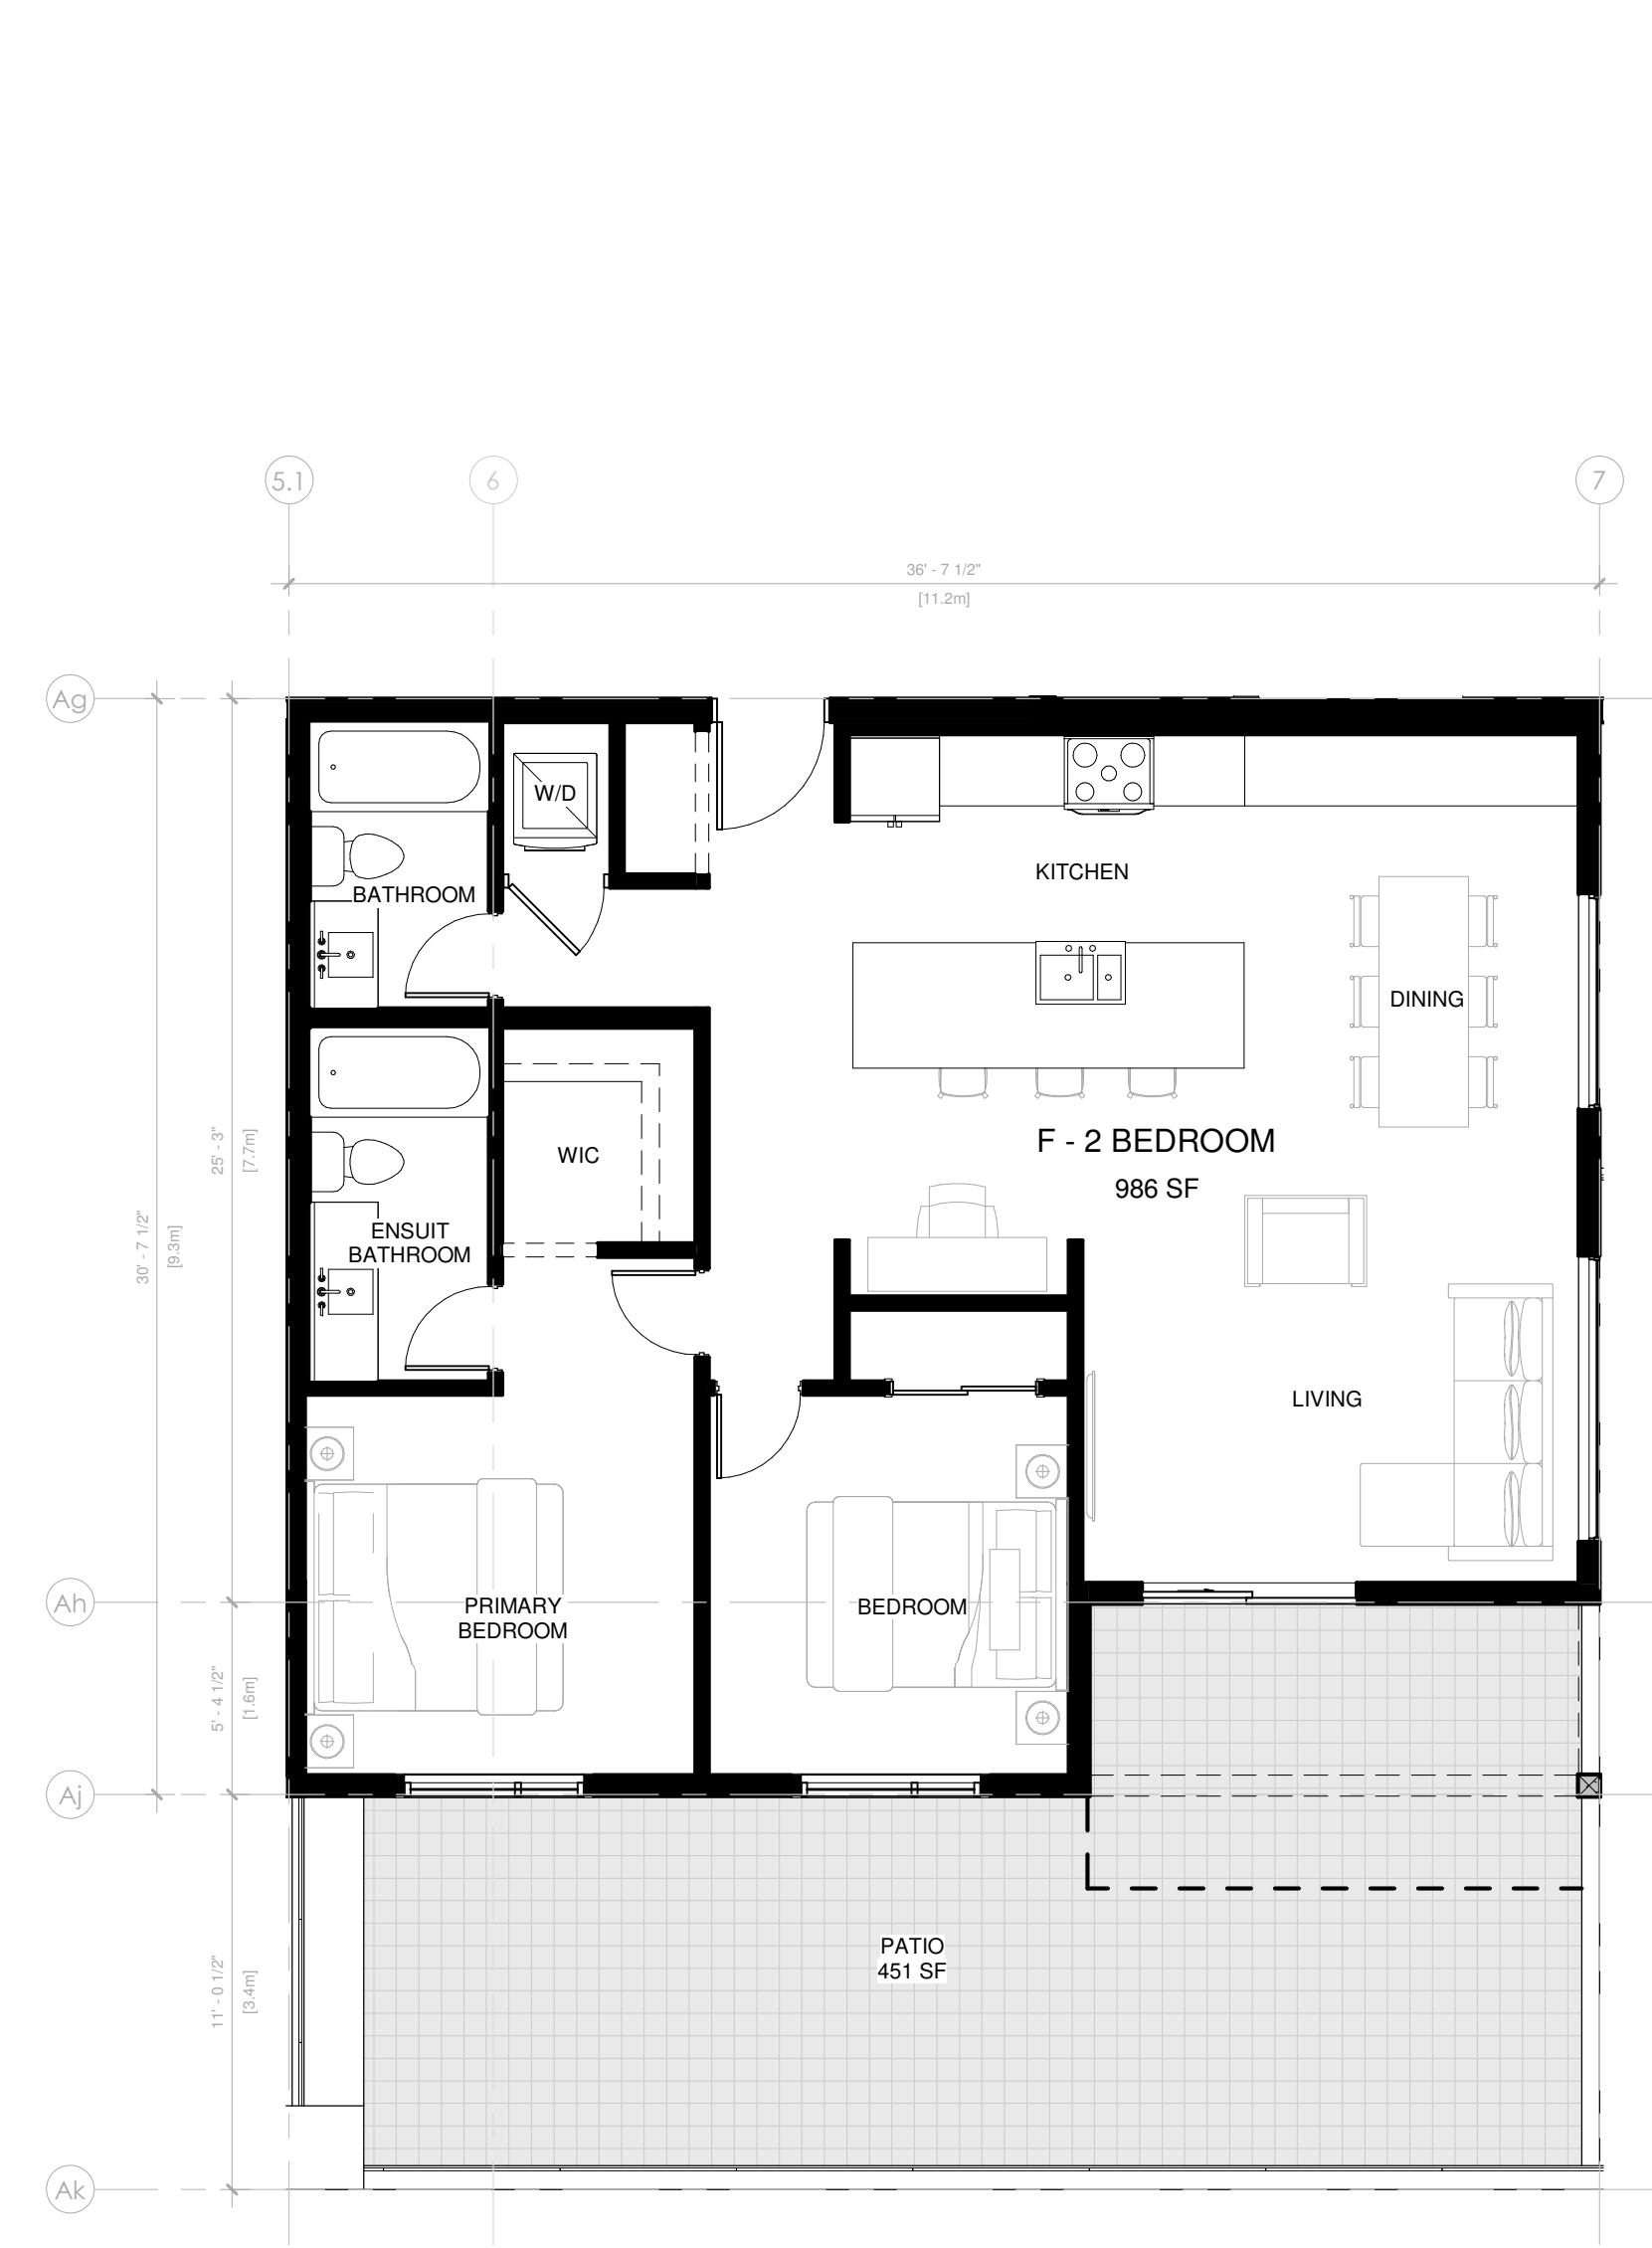 5.1
6
7
36' - 7 1/2"
[11.2m]
Ag
W/D
KITCHEN
BATHROOM
DINING
F - 2 BEDROOM
986 SF
25' - 3"
[7.7m]
WIC
ENSUIT
BATHROOM
30' - 7 1/2"
[9.3m]
LIVING
Ah
PRIMARY
BEDROOM
BEDROOM
5' - 4 1/2"
[1.6m]
Aj
PATIO
451 SF
11' - 0 1/2"
[3.4m]
Ak